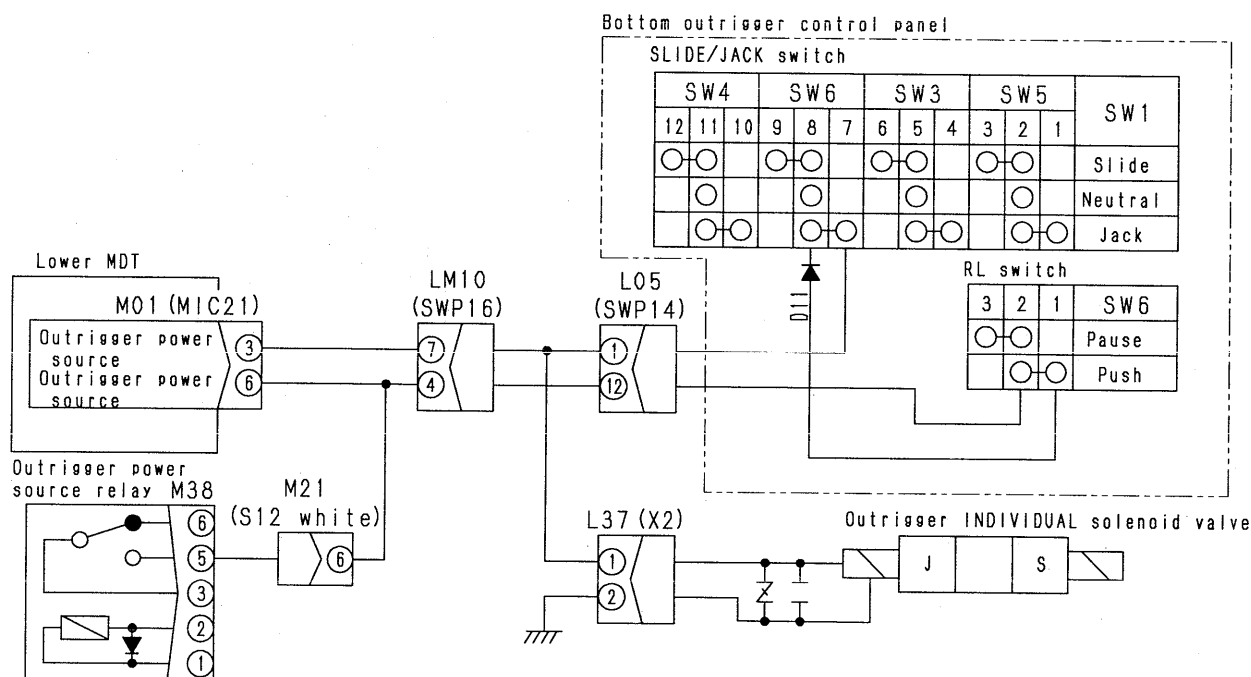 Bottom outrigger control panel
SLIDE/JACK switch
SW4 SW6 SW3 SW5 SW1
12 11 10 9 8 7 6 5 4 3 2 1
Slide
Neutral
Jack
RL switch
3 2 1 SW6
Pause
Push
D11
Lower MDT
M01 (MIC21)
Outrigger power source
3
Outrigger power source
6
LM10
(SWP16)
7
4
L05
(SWP14)
1
12
Outrigger power
source relay M38
6
5
3
2
1
M21
(S12 white)
6
L37 (X2)
1
2
Outrigger INDIVIDUAL solenoid valve
J S